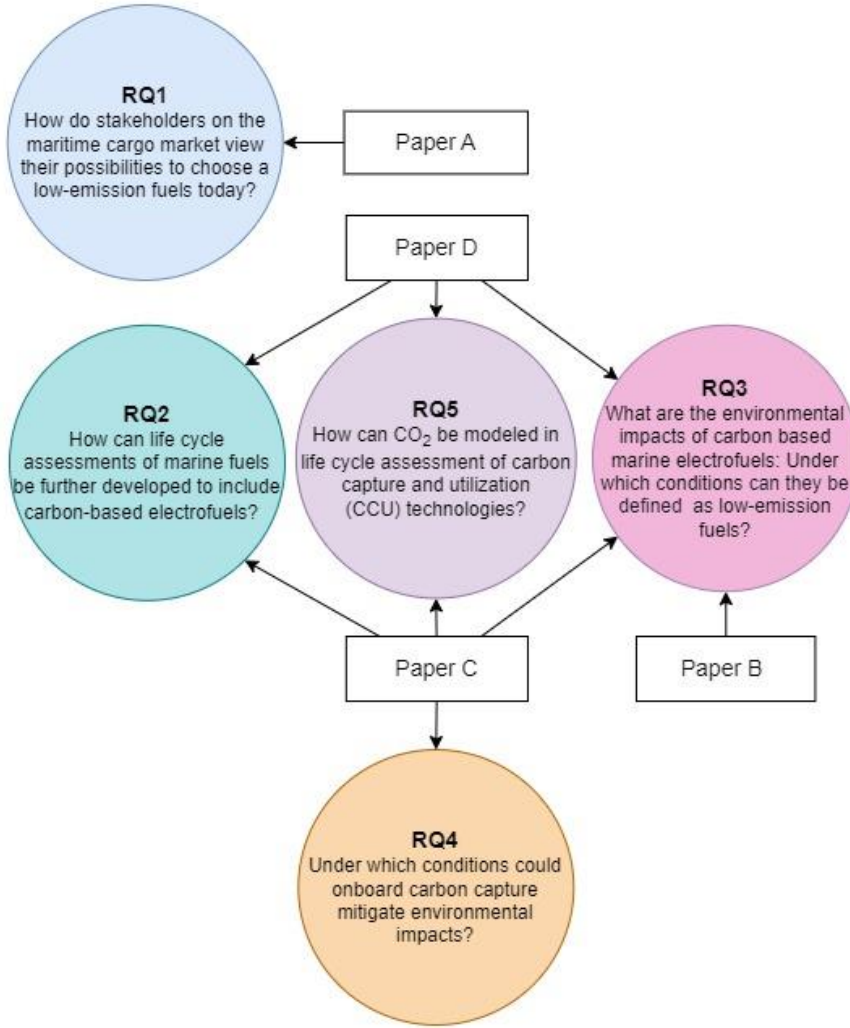 RQ1
How do stakeholders on the
maritime cargo market view
their possibilities to choose a
low-emission fuels today?
Paper A
Paper D
RQ2
How can life cycle
assessments of marine fuels
be further developed to include
carbon-based electrofuels?
RQ5
How can CO₂ be modeled in
life cycle assessment of carbon
capture and utilization
(CCU) technologies?
RQ3
What are the environmental
impacts of carbon based
marine electrofuels: Under
which conditions can they be
defined as low-emission
fuels?
Paper C
Paper B
RQ4
Under which conditions could
onboard carbon capture
mitigate environmental
impacts?